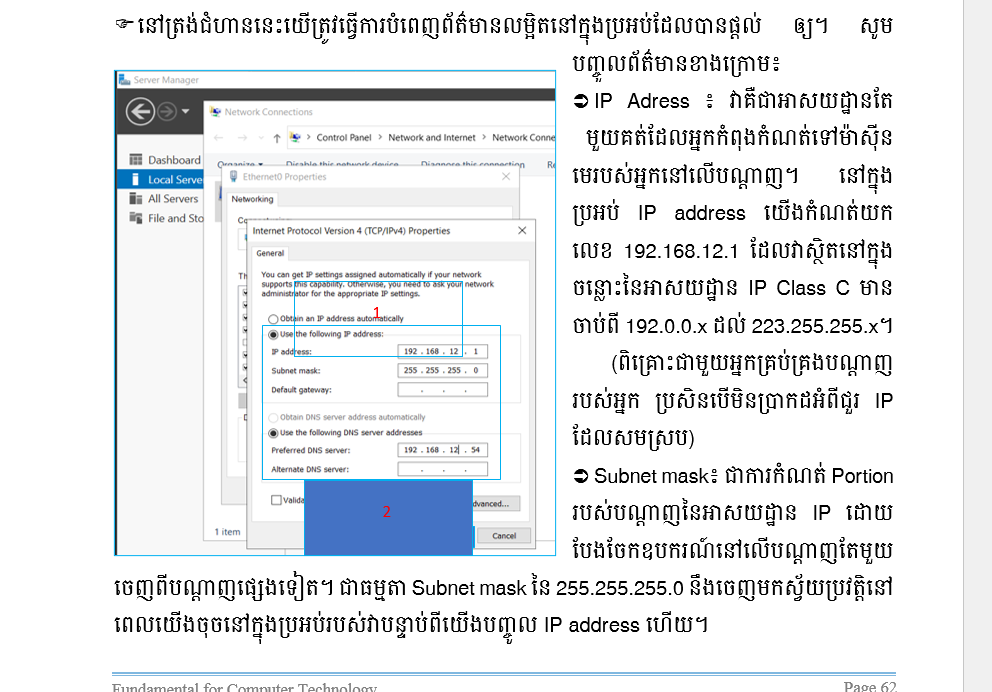 ☞ នៅត្រង់ជំហាននេះយើត្រូវធ្វើការបំពេញព័ត៌មានលម្អិតនៅក្នុងប្រអប់ដែលបានផ្តល់ ឲ្យ។ សូម
បញ្ចូលព័ត៌មានខាងក្រោម៖
➲ IP Adress ៖ វាគឺជាអាសយដ្ឋានតែ
មួយគត់ដែលអ្នកកំពុងកំណត់ទៅម៉ាស៊ីន
មេរបស់អ្នកនៅលើបណ្តាញ។ នៅក្នុង
ប្រអប់ IP address យើងកំណត់យក
លេខ 192.168.12.1 ដែលវាស្ថិតនៅក្នុង
ចន្លោះនៃអាសយដ្ឋាន IP Class C មាន
ចាប់ពី 192.0.0.x ដល់ 223.255.255.x។
(ពិគ្រោះជាមួយអ្នកគ្រប់គ្រងបណ្តាញ
របស់អ្នក ប្រសិនបើមិនប្រាកដអំពីជួរ IP
ដែលសមស្រប)
➲ Subnet mask៖ ជាការកំណត់ Portion
របស់បណ្តាញនៃអាសយដ្ឋាន IP ដោយ
បែងចែកឧបករណ៍នៅលើបណ្តាញតែមួយ
ចេញពីបណ្តាញផ្សេងទៀត។ ជាធម្មតា Subnet mask នៃ 255.255.255.0 នឹងចេញមកស្វ័យប្រវត្តិនៅ
ពេលយើងចុចនៅក្នុងប្រអប់របស់វាបន្ទាប់ពីយើងបញ្ចូល IP address ហើយ។
Server Manager
Network Connections
Control Panel > Network and Internet > Network Conne
Organize Disable this network device Diagnose this connection Re
Dashboard
Local Serve
All Servers
File and Sto
Ethernet0 Properties
Networking
Internet Protocol Version 4 (TCP/IPv4) Properties
General
You can get IP settings assigned automatically if your network
supports this capability. Otherwise, you need to ask your network
administrator for the appropriate IP settings.
1
Obtain an IP address automatically
Use the following IP address:
IP address: 192 . 168 . 12 . 1
Subnet mask: 255 . 255 . 255 . 0
Default gateway: . . .
Obtain DNS server address automatically
Use the following DNS server addresses
Preferred DNS server: 192 . 168 . 12 . 54
Alternate DNS server: . . .
Valida
2
dvanced...
Cancel
1 item
Fundamental for Computer Technology
Page 62